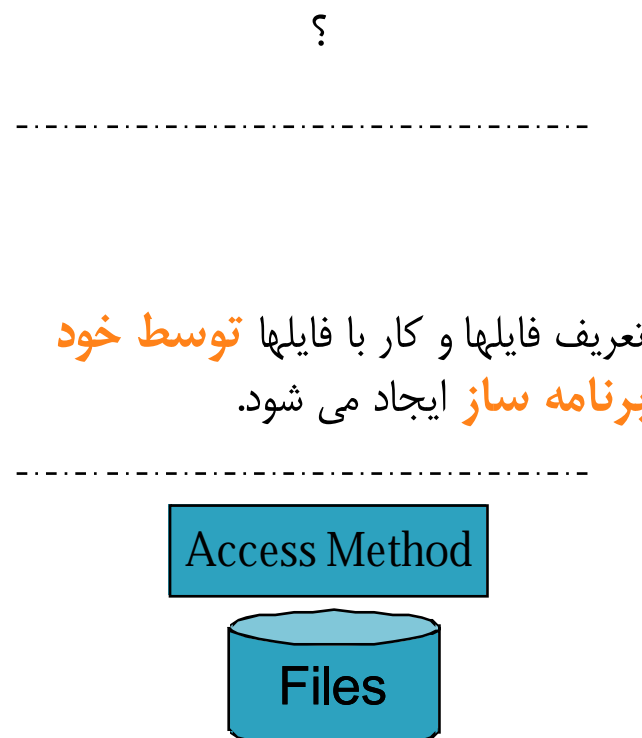 ؟
تعریف فایلها و کار با فایلها توسط خود
برنامه ساز ایجاد می شود.
Access Method
Files